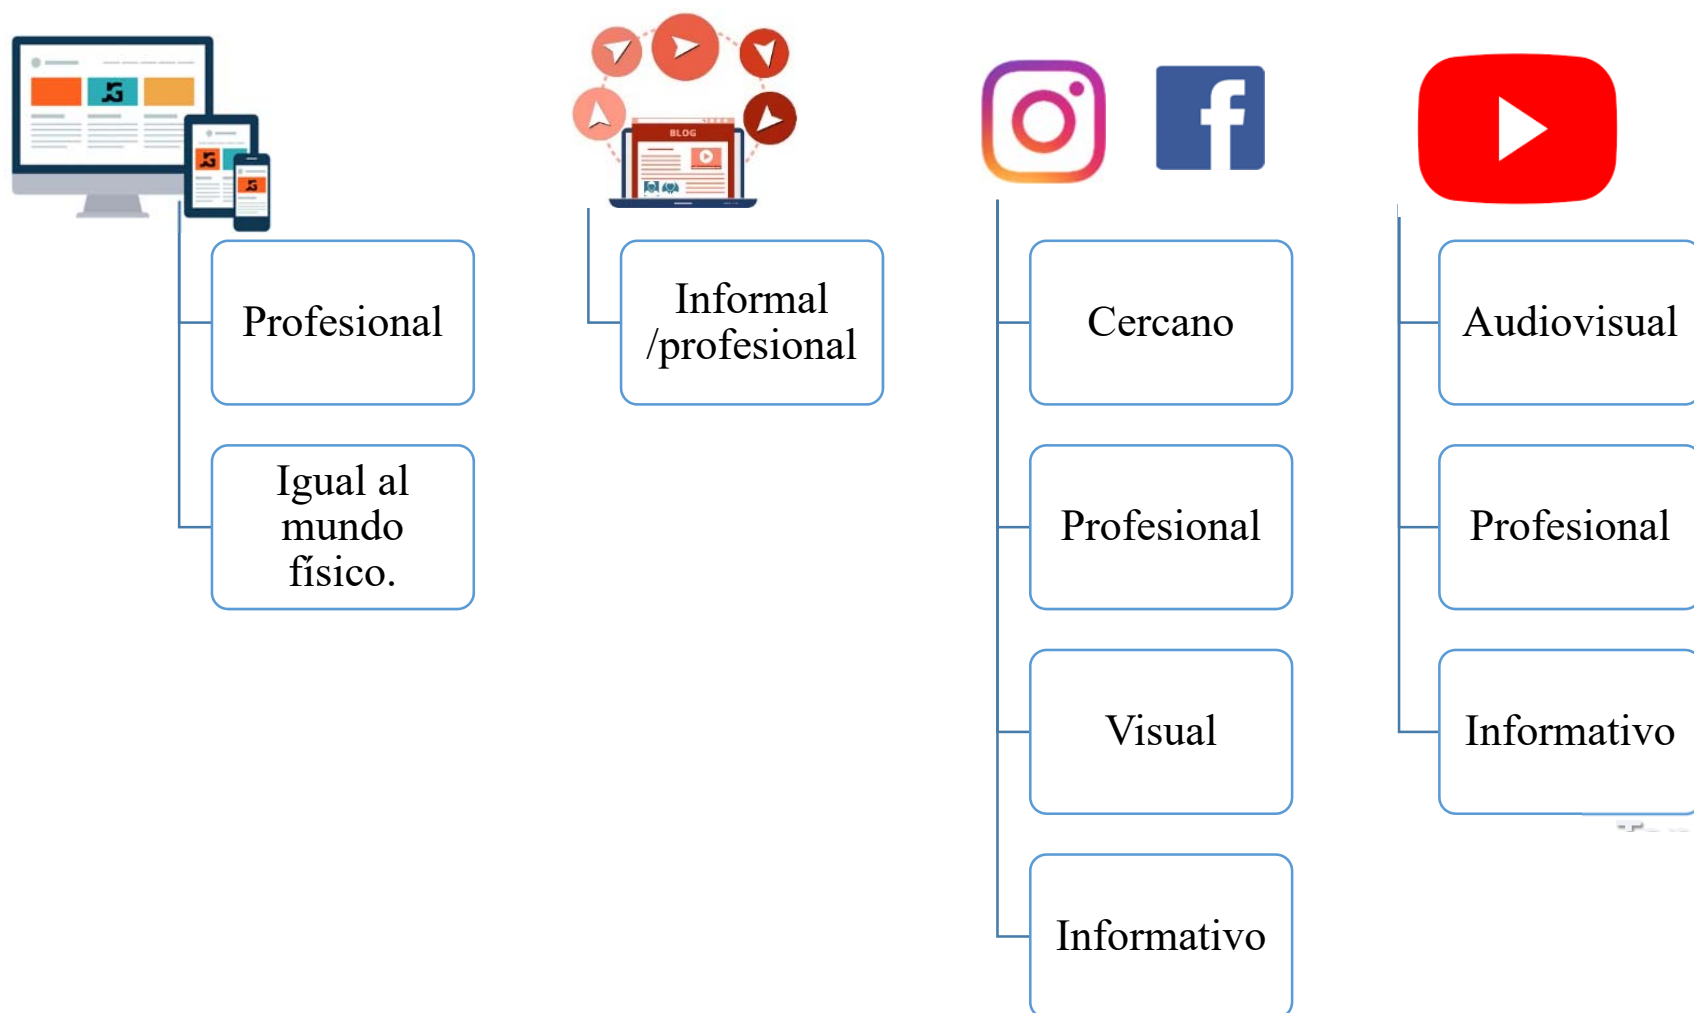 BLOG
Profesional
Igual al
mundo
físico.
Informal
/profesional
Cercano
Profesional
Visual
Informativo
Audiovisual
Profesional
Informativo